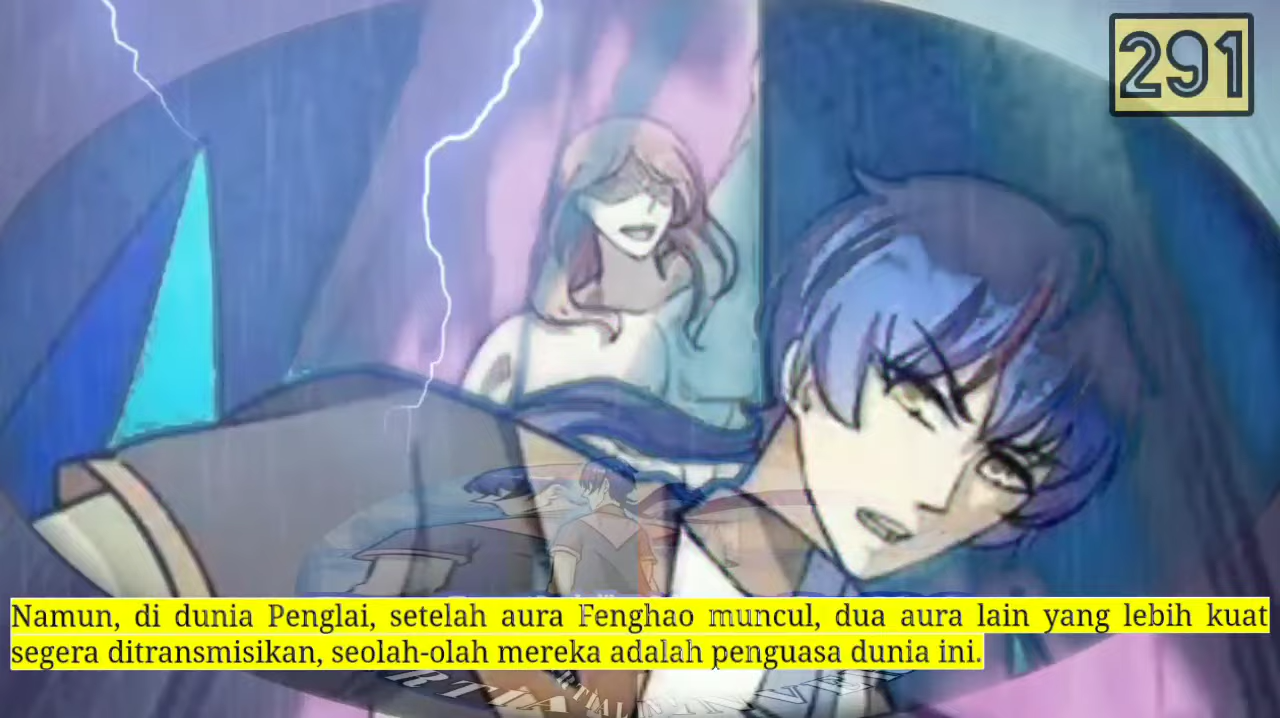 291
Namun, di dunia Penglai, setelah aura Fenghao muncul, dua aura lain yang lebih kuat
segera ditransmisikan, seolah-olah mereka adalah penguasa dunia ini.